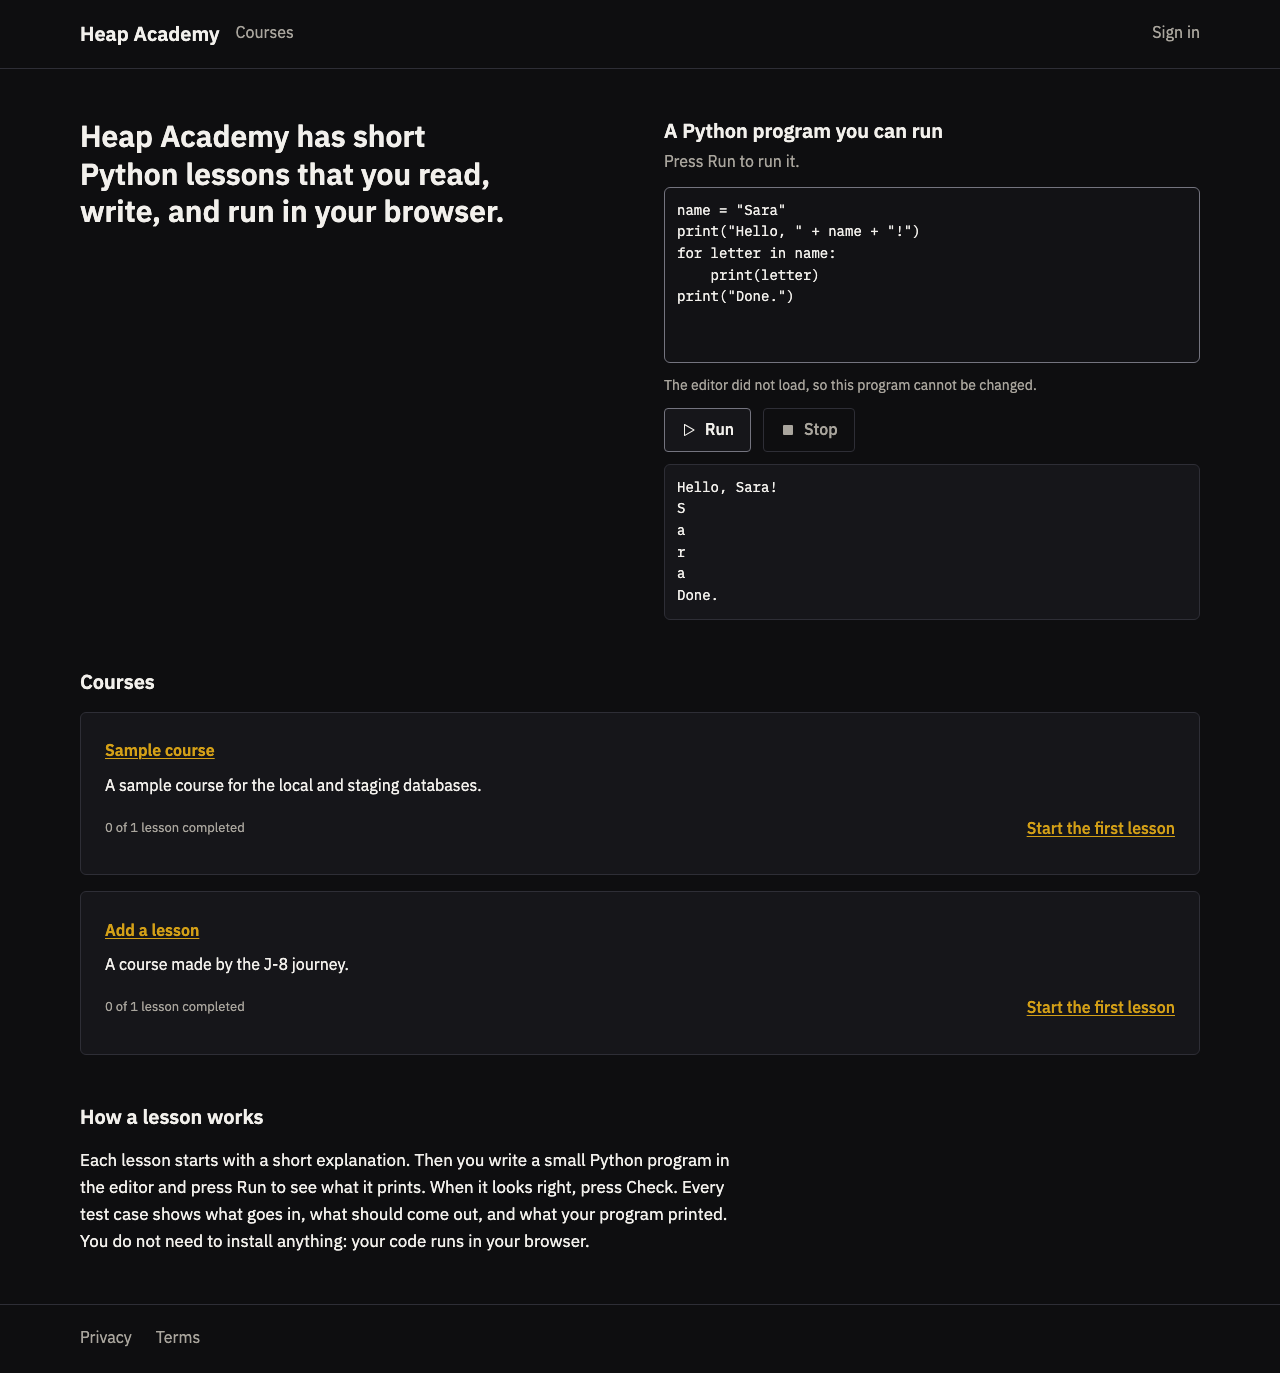 Heap Academy
Courses
Sign in
Heap Academy has short
Python lessons that you read,
write, and run in your browser.
A Python program you can run
Press Run to run it.
name = "Sara"
print("Hello, " + name + "!")
for letter in name:
    print(letter)
print("Done.")
The editor did not load, so this program cannot be changed.
Run
Stop
Hello, Sara!
S
a
r
a
Done.
Courses
Sample course
A sample course for the local and staging databases.
0 of 1 lesson completed
Start the first lesson
Add a lesson
A course made by the J-8 journey.
0 of 1 lesson completed
Start the first lesson
How a lesson works
Each lesson starts with a short explanation. Then you write a small Python program in
the editor and press Run to see what it prints. When it looks right, press Check. Every
test case shows what goes in, what should come out, and what your program printed.
You do not need to install anything: your code runs in your browser.
Privacy
Terms